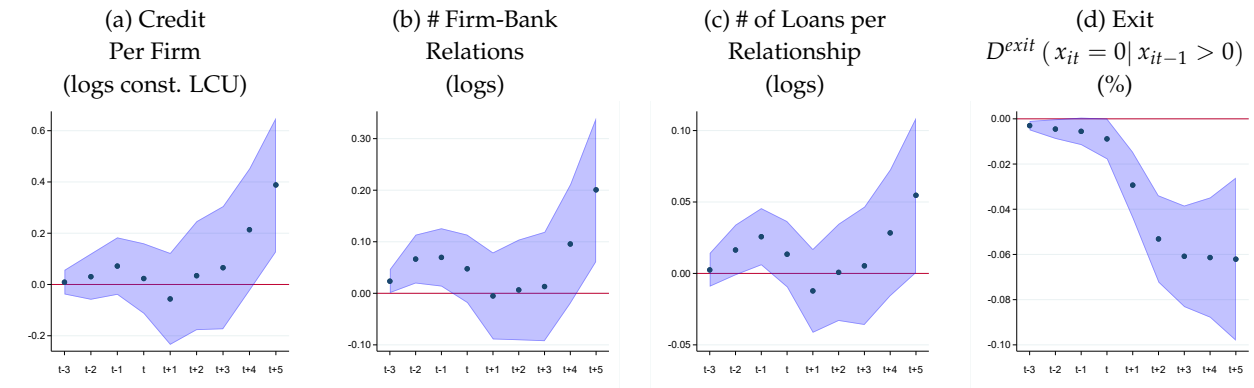 (a) Credit
Per Firm
(logs const. LCU)
0.6
0.4
0.2
0.0
-0.2
t-3 t-2 t-1 t t+1 t+2 t+3 t+4 t+5
(b) # Firm-Bank
Relations
(logs)
0.30
0.20
0.10
0.00
-0.10
t-3 t-2 t-1 t t+1 t+2 t+3 t+4 t+5
(c) # of Loans per
Relationship
(logs)
0.10
0.05
0.00
-0.05
t-3 t-2 t-1 t t+1 t+2 t+3 t+4 t+5
(d) Exit
D^{exit} ( x_{it} = 0| x_{it−1} > 0)
(%)
0.00
-0.02
-0.04
-0.06
-0.08
-0.10
t-3 t-2 t-1 t t+1 t+2 t+3 t+4 t+5